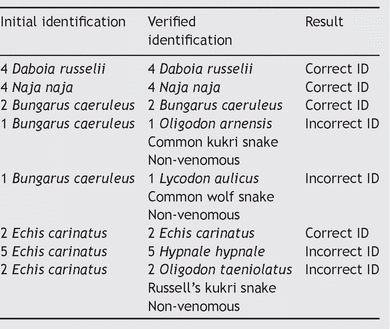 Initial identification Verified identification Result
4 Daboia russelii 4 Daboia russelii Correct ID
4 Naja naja 4 Naja naja Correct ID
2 Bungarus caeruleus 2 Bungarus caeruleus Correct ID
1 Bungarus caeruleus 1 Oligodon arnensis Incorrect ID
Common kukri snake
Non-venomous
1 Bungarus caeruleus 1 Lycodon aulicus Incorrect ID
Common wolf snake
Non-venomous
2 Echis carinatus 2 Echis carinatus Correct ID
5 Echis carinatus 5 Hypnale hypnale Incorrect ID
2 Echis carinatus 2 Oligodon taeniolatus Incorrect ID
Russell's kukri snake
Non-venomous